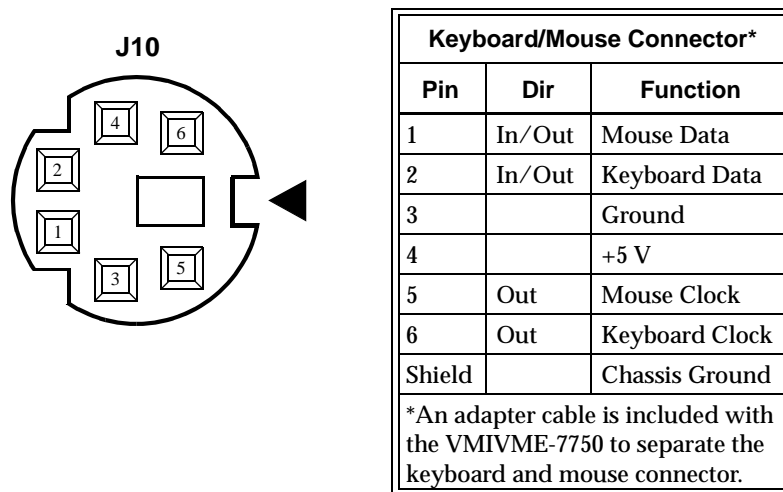 J10
4
6
2
1
3
5
Keyboard/Mouse Connector*
Pin Dir Function
1 In/Out Mouse Data
2 In/Out Keyboard Data
3 Ground
4 +5 V
5 Out Mouse Clock
6 Out Keyboard Clock
Shield Chassis Ground
*An adapter cable is included with
the VMIVME-7750 to separate the
keyboard and mouse connector.